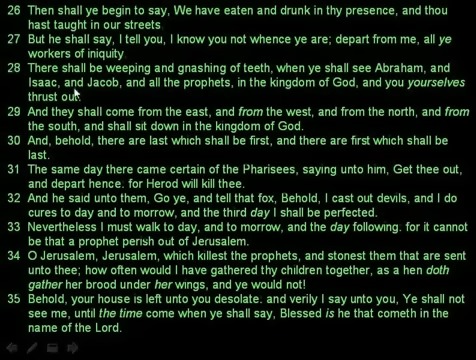 26 Then shall ye begin to say, We have eaten and drunk in thy presence, and thou
hast taught in our streets
27 But he shall say, I tell you, I know you not whence ye are; depart from me, all ye
workers of iniquity
28 There shall be weeping and gnashing of teeth, when ye shall see Abraham, and
Isaac, and Jacob, and all the prophets, in the kingdom of God, and you yourselves
thrust out.
29 And they shall come from the east, and from the west, and from the north, and from
the south, and shall sit down in the kingdom of God.
30 And, behold, there are last which shall be first, and there are first which shall be
last.
31 The same day there came certain of the Pharisees, saying unto him, Get thee out,
and depart hence. for Herod will kill thee.
32 And he said unto them, Go ye, and tell that fox, Behold, I cast out devils, and I do
cures to day and to morrow, and the third day I shall be perfected.
33 Nevertheless I must walk to day, and to morrow, and the day following. for it cannot
be that a prophet perish out of Jerusalem.
34 O Jerusalem, Jerusalem, which killest the prophets, and stonest them that are sent
unto thee; how often would I have gathered thy children together, as a hen doth
gather her brood under her wings, and ye would not!
35 Behold, your house is left unto you desolate. and verily I say unto you, Ye shall not
see me, until the time come when ye shall say, Blessed is he that cometh in the
name of the Lord.